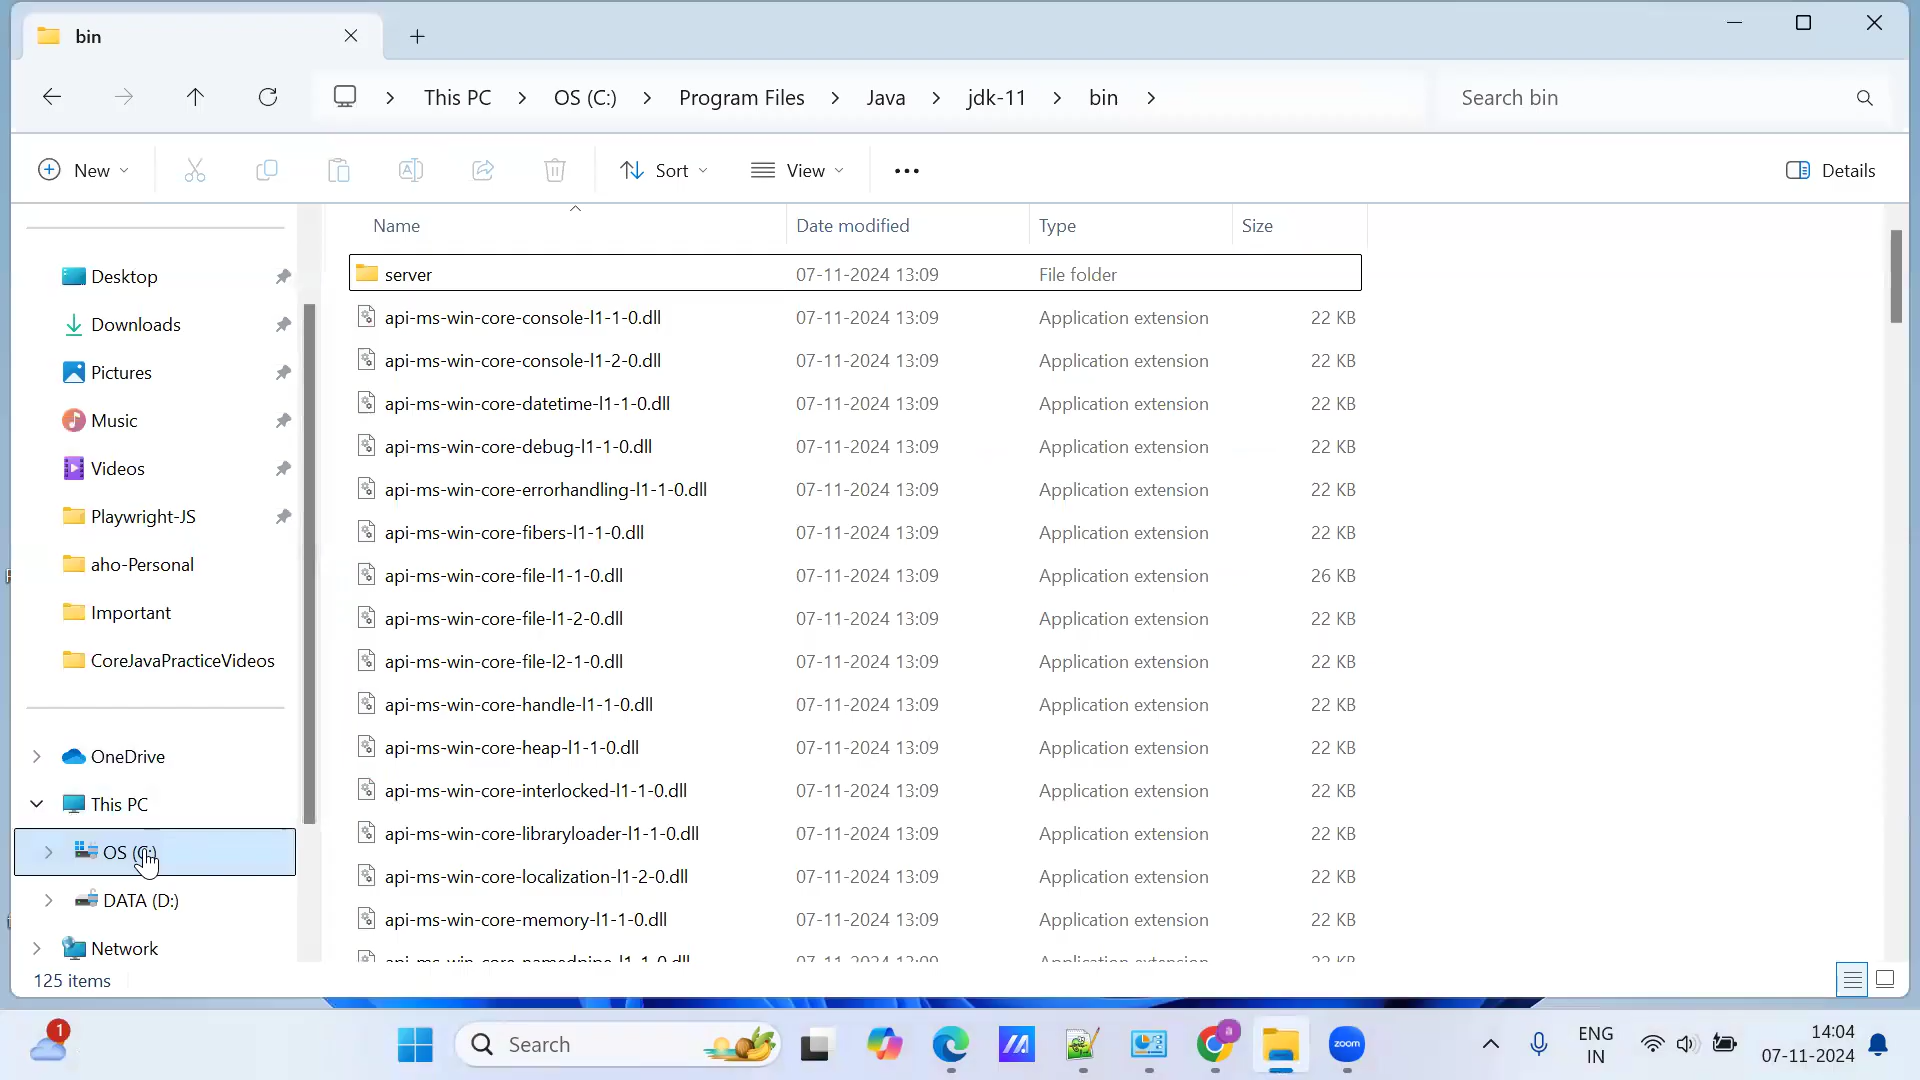 bin
This PC > OS (C:) > Program Files > Java > jdk-11 > bin >
Search bin
New
Sort
View
Details
Name Date modified Type Size
Desktop
Downloads
Pictures
Music
Videos
Playwright-JS
aho-Personal
Important
CoreJavaPracticeVideos
OneDrive
This PC
OS (C:)
DATA (D:)
Network
server 07-11-2024 13:09 File folder
api-ms-win-core-console-l1-1-0.dll 07-11-2024 13:09 Application extension 22 KB
api-ms-win-core-console-l1-2-0.dll 07-11-2024 13:09 Application extension 22 KB
api-ms-win-core-datetime-l1-1-0.dll 07-11-2024 13:09 Application extension 22 KB
api-ms-win-core-debug-l1-1-0.dll 07-11-2024 13:09 Application extension 22 KB
api-ms-win-core-errorhandling-l1-1-0.dll 07-11-2024 13:09 Application extension 22 KB
api-ms-win-core-fibers-l1-1-0.dll 07-11-2024 13:09 Application extension 22 KB
api-ms-win-core-file-l1-1-0.dll 07-11-2024 13:09 Application extension 26 KB
api-ms-win-core-file-l1-2-0.dll 07-11-2024 13:09 Application extension 22 KB
api-ms-win-core-file-l2-1-0.dll 07-11-2024 13:09 Application extension 22 KB
api-ms-win-core-handle-l1-1-0.dll 07-11-2024 13:09 Application extension 22 KB
api-ms-win-core-heap-l1-1-0.dll 07-11-2024 13:09 Application extension 22 KB
api-ms-win-core-interlocked-l1-1-0.dll 07-11-2024 13:09 Application extension 22 KB
api-ms-win-core-libraryloader-l1-1-0.dll 07-11-2024 13:09 Application extension 22 KB
api-ms-win-core-localization-l1-2-0.dll 07-11-2024 13:09 Application extension 22 KB
api-ms-win-core-memory-l1-1-0.dll 07-11-2024 13:09 Application extension 22 KB
125 items
1
Search
a
zoom
ENG
IN
14:04
07-11-2024